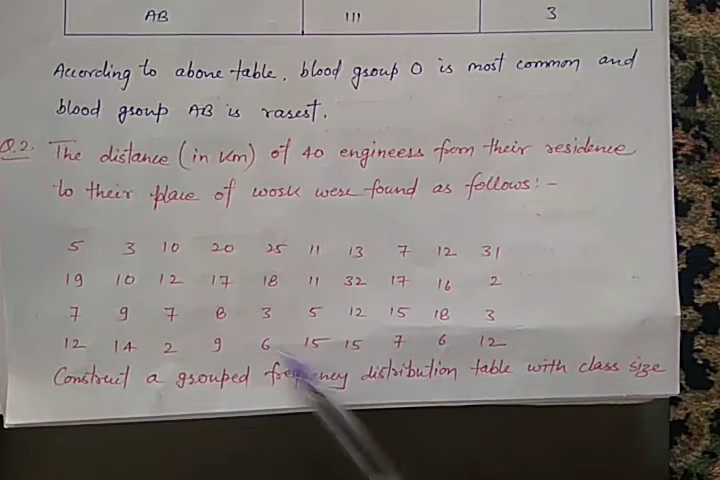 AB III 3
According to above table, blood group O is most common and
blood group AB is rarest.
Q.2. The distance (in km) of 40 engineers from their residence
to their place of work were found as follows:-
5 3 10 20 25 11 13 7 12 31
19 10 12 17 18 11 32 17 16 2
7 9 7 8 3 5 12 15 18 3
12 14 2 9 6 15 15 7 6 12
Construct a grouped frequency distribution table with class size